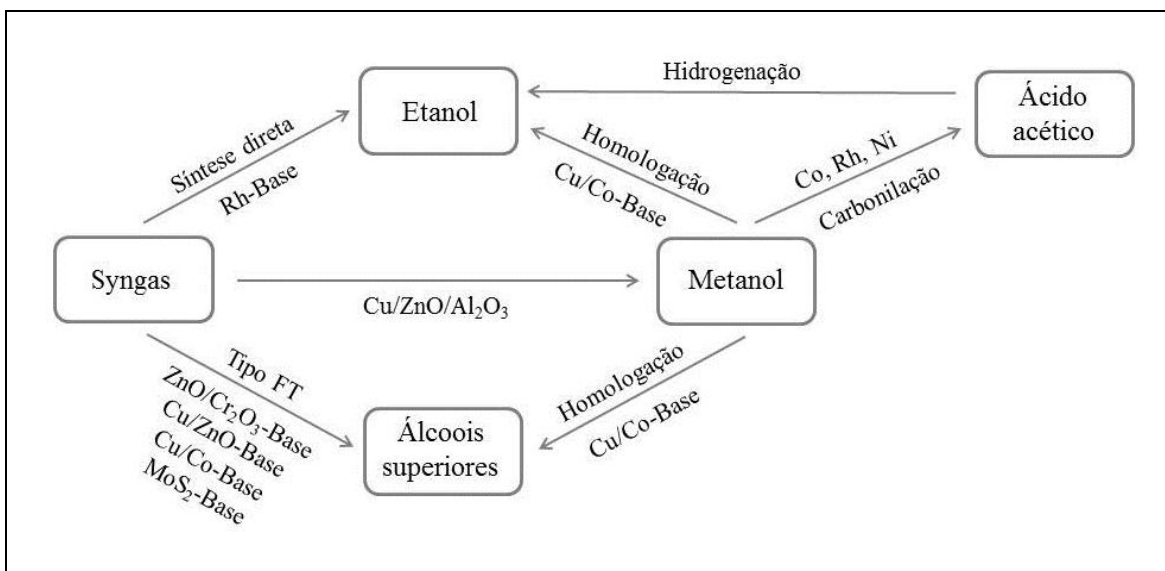 Hidrogenação
Etanol
Ácido
acético
Síntese direta
Rh-Base
Homologação
Cu/Co-Base
Co, Rh, Ni
Carbonilação
Syngas
Cu/ZnO/Al₂O₃
Metanol
Tipo FT
ZnO/Cr₂O₃-Base
Cu/ZnO-Base
Cu/Co-Base
MoS₂-Base
Álcoois
superiores
Homologação
Cu/Co-Base